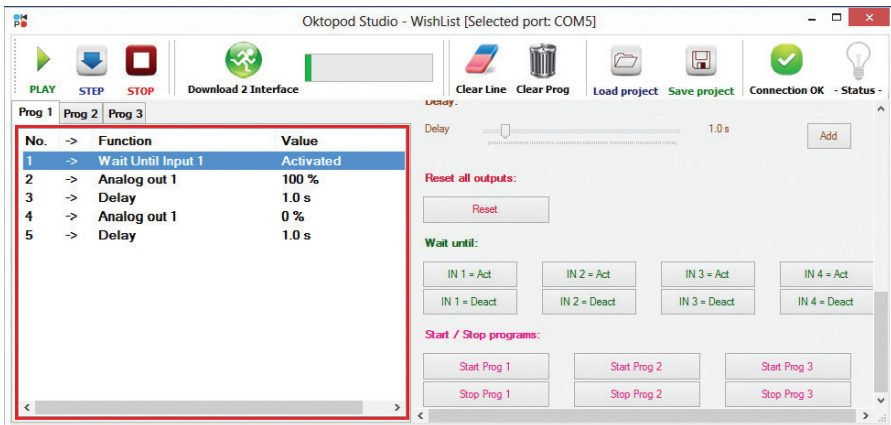 Oktopod Studio - WishList [Selected port: COM5]
PLAY STEP STOP Download 2 Interface Clear Line Clear Prog Load project Save project Connection OK - Status -
Prog 1 Prog 2 Prog 3
No. -> Function Value
1 -> Wait Until Input 1 Activated
2 -> Analog out 1 100 %
3 -> Delay 1.0 s
4 -> Analog out 1 0 %
5 -> Delay 1.0 s
Delay:
Delay 1.0 s Add
Reset all outputs:
Reset
Wait until:
IN 1 = Act IN 2 = Act IN 3 = Act IN 4 = Act
IN 1 = Deact IN 2 = Deact IN 3 = Deact IN 4 = Deact
Start / Stop programs:
Start Prog 1 Start Prog 2 Start Prog 3
Stop Prog 1 Stop Prog 2 Stop Prog 3